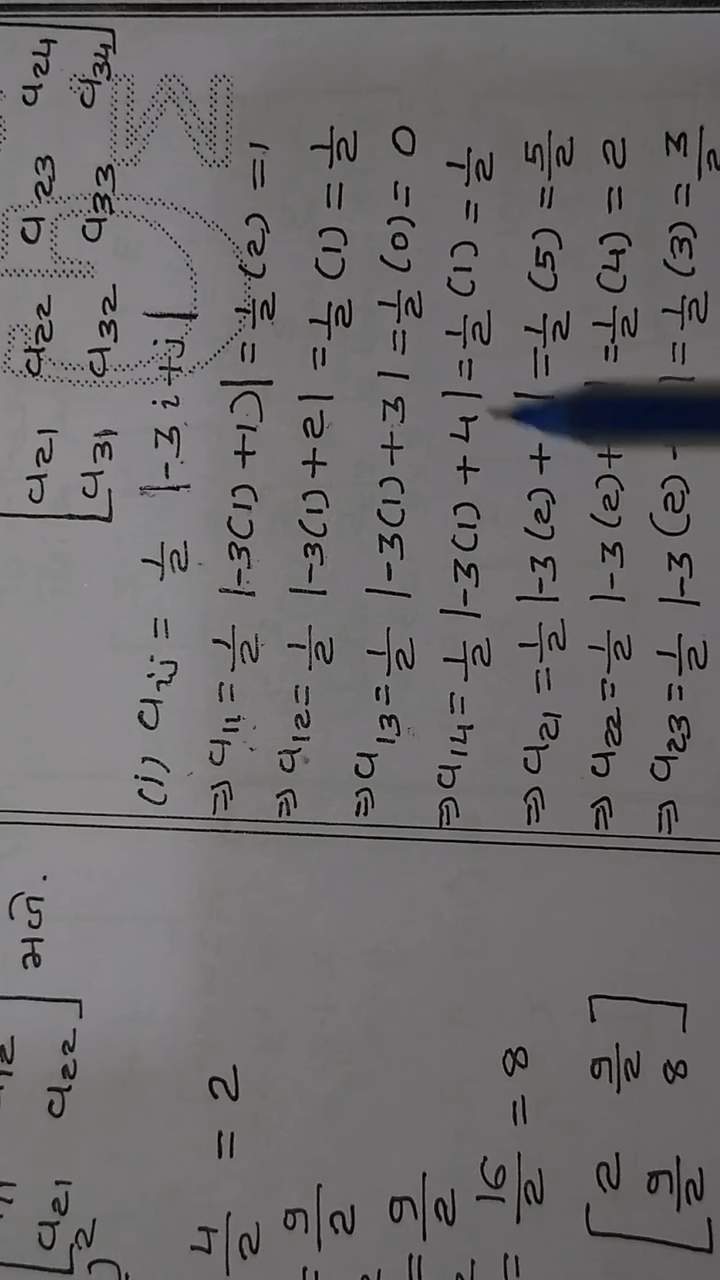 a21 a22 a23 a24
a31 a32 a33 a34
(i) aij = 1/2 |-3i+j|
⇒ a11 = 1/2 |-3(1)+1)| = 1/2 (2) = 1
⇒ a12 = 1/2 |-3(1)+2| = 1/2 (1) = 1/2
⇒ a13 = 1/2 |-3(1)+3| = 1/2 (0) = 0
⇒ a14 = 1/2 |-3(1)+4| = 1/2 (1) = 1/2
⇒ a21 = 1/2 |-3(2)+ | = 1/2 (5) = 5/2
⇒ a22 = 1/2 |-3(2)+ | = 1/2 (4) = 2
⇒ a23 = 1/2 |-3(2) | = 1/2 (3) = 3/2
a21 a22] મળે.
4/2 = 2
= 9/2
= 9/2
= 16/2 = 8
[2 9/2
9/2 8]